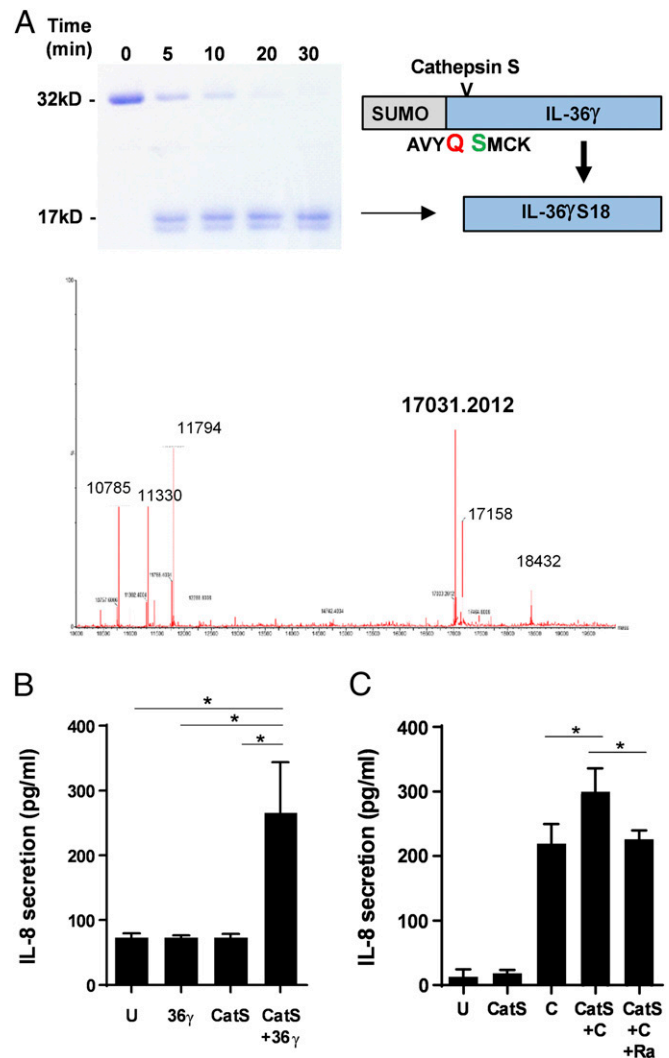 A
Time
(min)
0 5 10 20 30
32kD -
17kD -
Cathepsin S
SUMO IL-36γ
AVYQ SMCK
IL-36γS18
17031.2012
11794
10785
11330
17158
18432
B
* * *
IL-8 secretion (pg/ml)
400
300
200
100
0
U 36γ CatS CatS
+36γ
C
* *
IL-8 secretion (pg/ml)
400
300
200
100
0
U CatS C CatS CatS
+C +C
+Ra